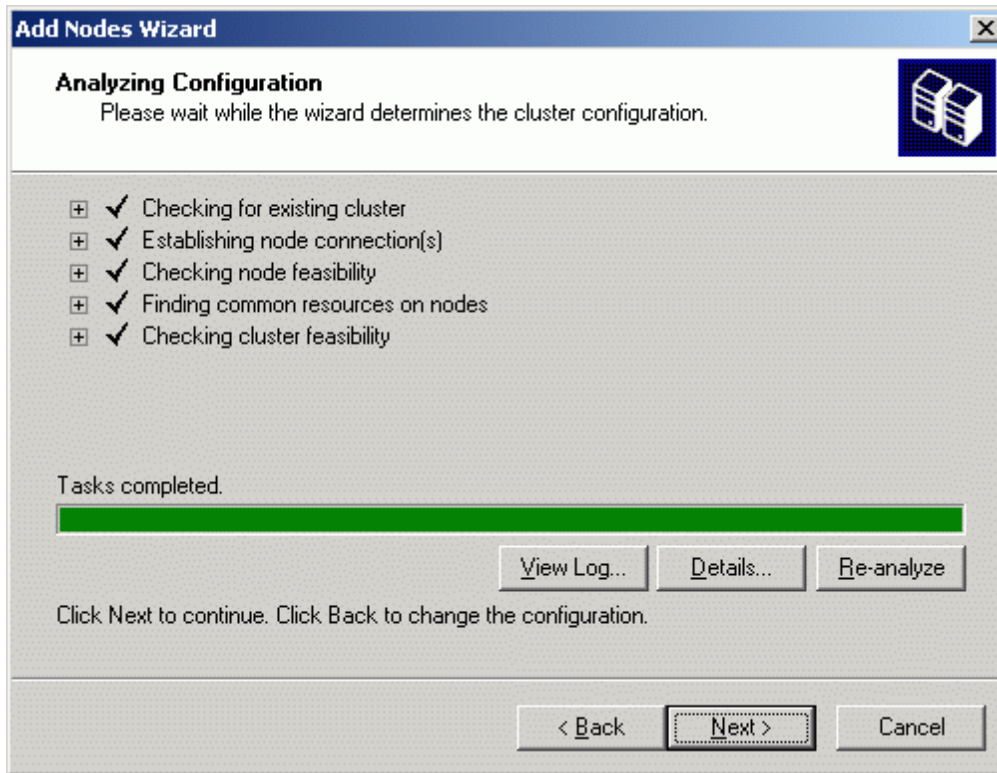 Add Nodes Wizard
Analyzing Configuration
Please wait while the wizard determines the cluster configuration.
Checking for existing cluster
Establishing node connection(s)
Checking node feasibility
Finding common resources on nodes
Checking cluster feasibility
Tasks completed.
View Log... Details... Re-analyze
Click Next to continue. Click Back to change the configuration.
< Back Next > Cancel